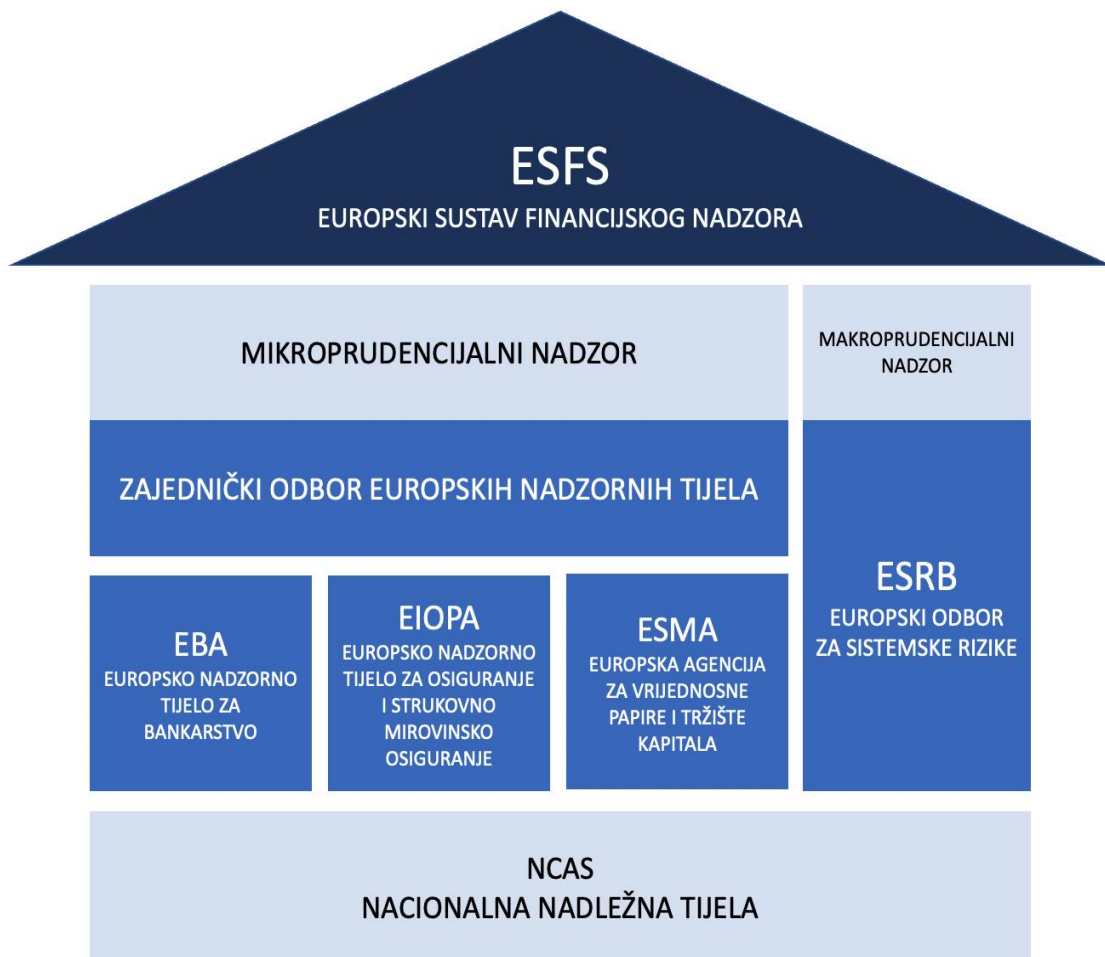 ESFS
EUROPSKI SUSTAV FINANCIJSKOG NADZORA
MIKROPRUDENCIJALNI NADZOR
MAKROPRUDENCIJALNI
NADZOR
ZAJEDNIČKI ODBOR EUROPSKIH NADZORNIH TIJELA
EBA
EUROPSKO NADZORNO
TIJELO ZA
BANKARSTVO
EIOPA
EUROPSKO NADZORNO
TIJELO ZA OSIGURANJE
I STRUKOVNO
MIROVINSKO
OSIGURANJE
ESMA
EUROPSKA AGENCIJA
ZA VRIJEDNOSNE
PAPIRE I TRŽIŠTE
KAPITALA
ESRB
EUROPSKI ODBOR
ZA SISTEMSKE RIZIKE
NCAS
NACIONALNA NADLEŽNA TIJELA